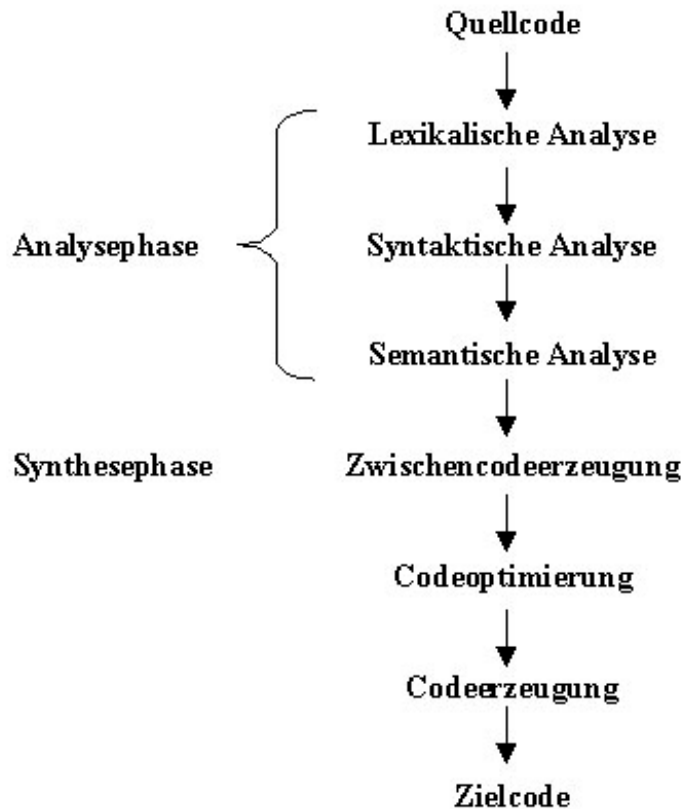 Quellcode
Lexikalische Analyse
Analysephase
Syntaktische Analyse
Semantische Analyse
Synthesephase
Zwischencodeerzeugung
Codeoptimierung
Codeerzeugung
Zielcode